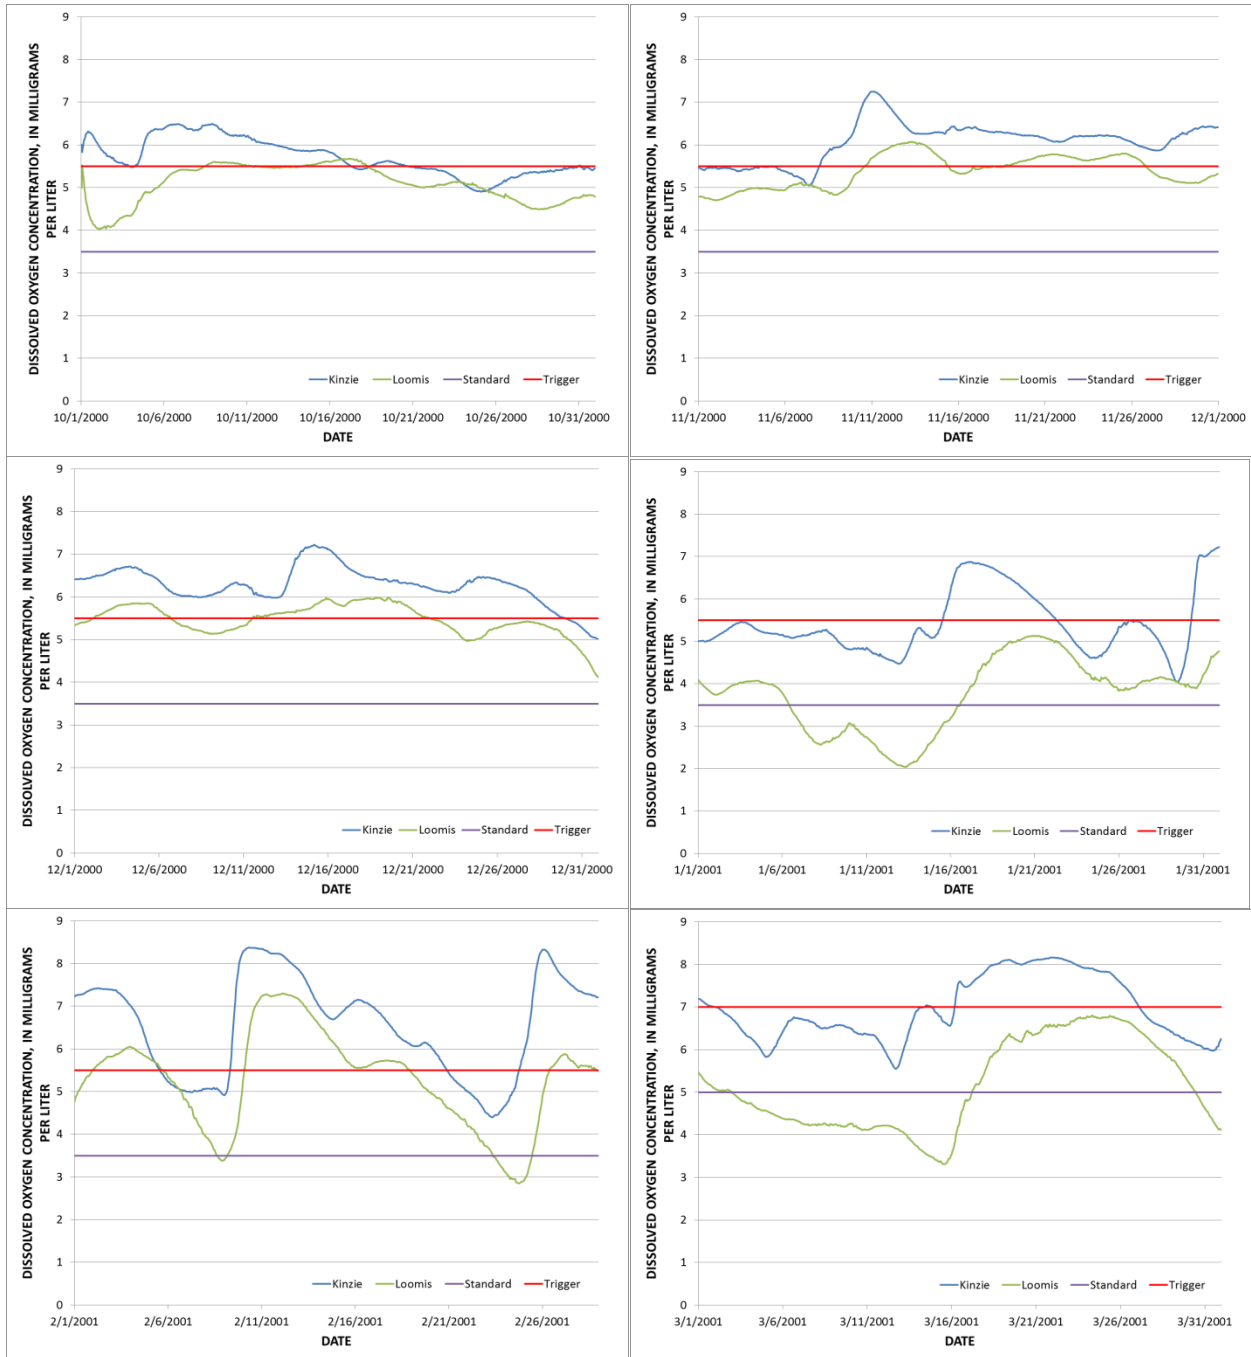 DISSOLVED OXYGEN CONCENTRATION, IN MILLIGRAMS
PER LITER
9
8
7
6
5
4
3
2
1
0
Kinzie Loomis Standard Trigger
10/1/2000 10/6/2000 10/11/2000 10/16/2000 10/21/2000 10/26/2000 10/31/2000
DATE
DISSOLVED OXYGEN CONCENTRATION, IN MILLIGRAMS
PER LITER
9
8
7
6
5
4
3
2
1
0
Kinzie Loomis Standard Trigger
11/1/2000 11/6/2000 11/11/2000 11/16/2000 11/21/2000 11/26/2000 12/1/2000
DATE
DISSOLVED OXYGEN CONCENTRATION, IN MILLIGRAMS
PER LITER
9
8
7
6
5
4
3
2
1
0
Kinzie Loomis Standard Trigger
12/1/2000 12/6/2000 12/11/2000 12/16/2000 12/21/2000 12/26/2000 12/31/2000
DATE
DISSOLVED OXYGEN CONCENTRATION, IN MILLIGRAMS
PER LITER
9
8
7
6
5
4
3
2
1
0
Kinzie Loomis Standard Trigger
1/1/2001 1/6/2001 1/11/2001 1/16/2001 1/21/2001 1/26/2001 1/31/2001
DATE
DISSOLVED OXYGEN CONCENTRATION, IN MILLIGRAMS
PER LITER
9
8
7
6
5
4
3
2
1
0
Kinzie Loomis Standard Trigger
2/1/2001 2/6/2001 2/11/2001 2/16/2001 2/21/2001 2/26/2001
DATE
DISSOLVED OXYGEN CONCENTRATION, IN MILLIGRAMS
PER LITER
9
8
7
6
5
4
3
2
1
0
Kinzie Loomis Standard Trigger
3/1/2001 3/6/2001 3/11/2001 3/16/2001 3/21/2001 3/26/2001 3/31/2001
DATE